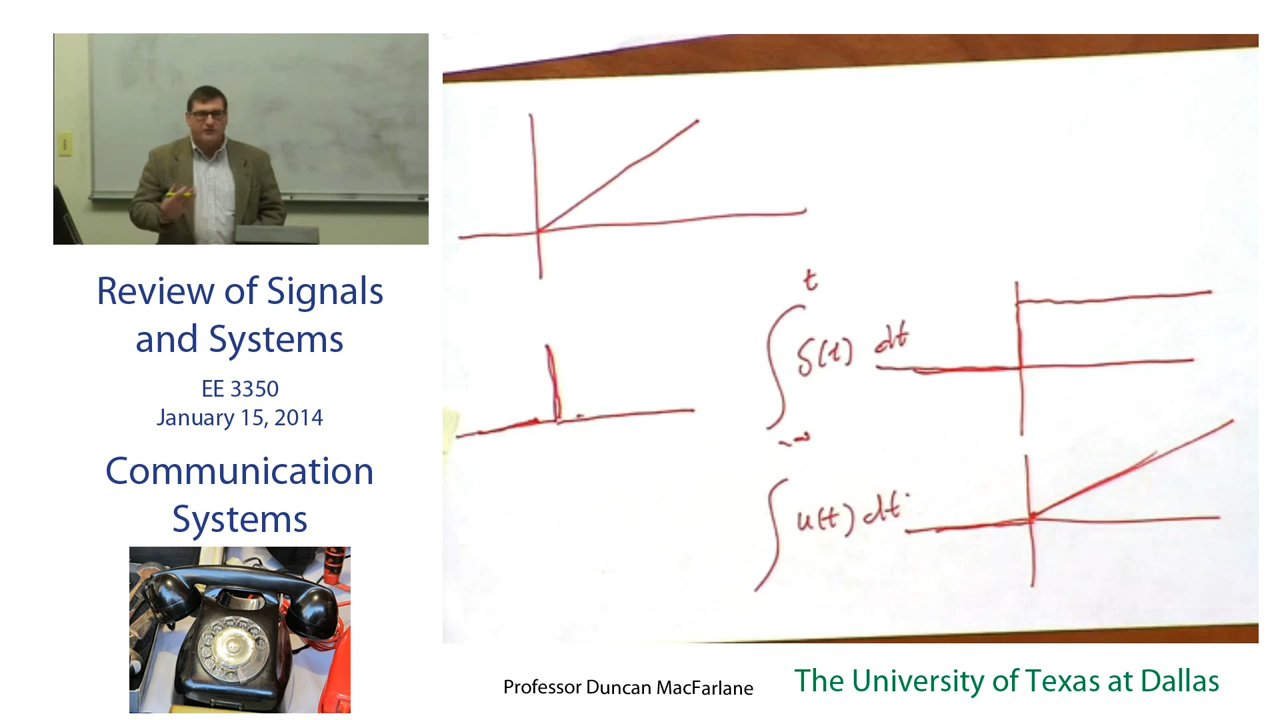 Review of Signals
and Systems
EE 3350
January 15, 2014
Communication
Systems
∫ t -∞ δ(t) dt
∫ u(t) dt
Professor Duncan MacFarlane
The University of Texas at Dallas